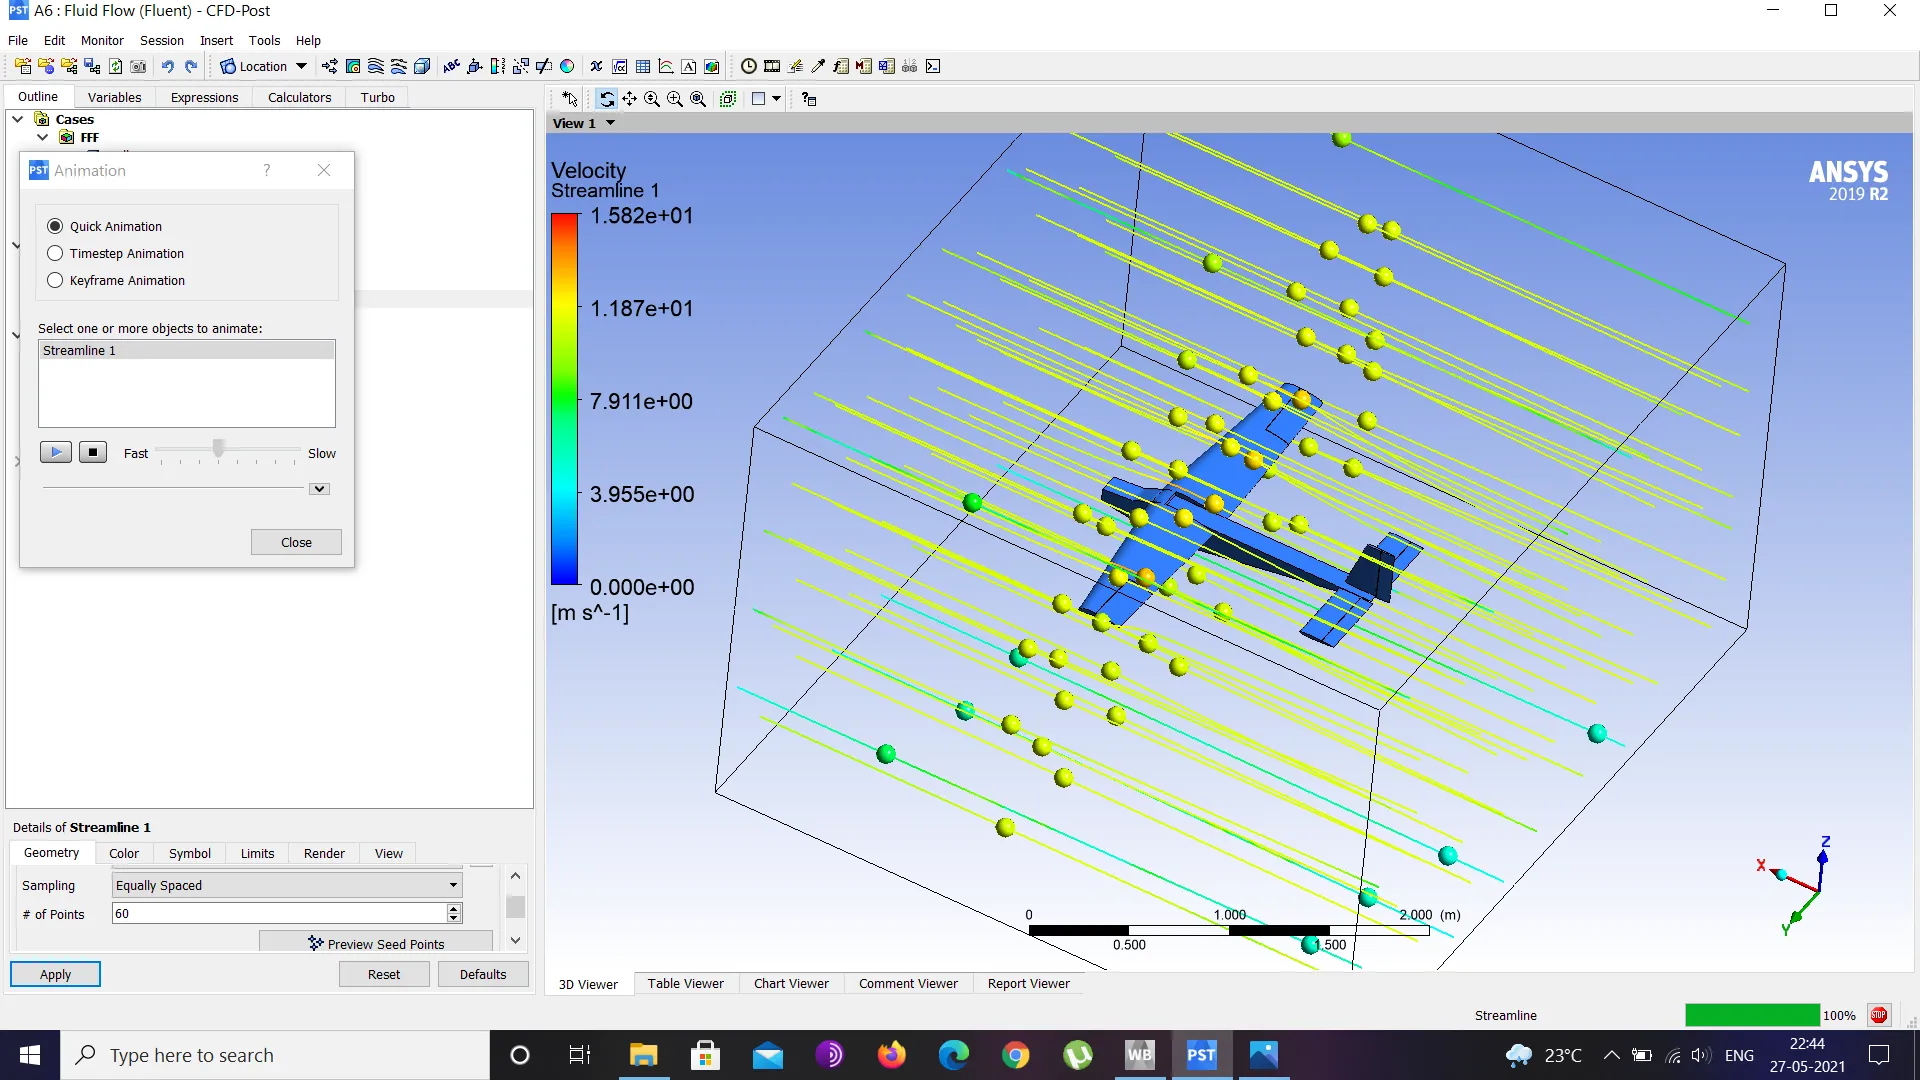 PST A6 : Fluid Flow (Fluent) - CFD-Post
File Edit Monitor Session Insert Tools Help
Location
Outline Variables Expressions Calculators Turbo
Cases
FFF
PST Animation ?
Quick Animation
Timestep Animation
Keyframe Animation
Select one or more objects to animate:
Streamline 1
Fast Slow
Close
Details of Streamline 1
Geometry Color Symbol Limits Render View
Sampling Equally Spaced
# of Points 60
Preview Seed Points
Apply Reset Defaults
View 1
Velocity
Streamline 1
1.582e+01
1.187e+01
7.911e+00
3.955e+00
0.000e+00
[m s^-1]
ANSYS
2019 R2
X
Y
Z
0 1.000 2.000 (m)
0.500 1.500
3D Viewer Table Viewer Chart Viewer Comment Viewer Report Viewer
Streamline 100% STOP
Type here to search
WB PST
23°C ENG
22:44
27-05-2021